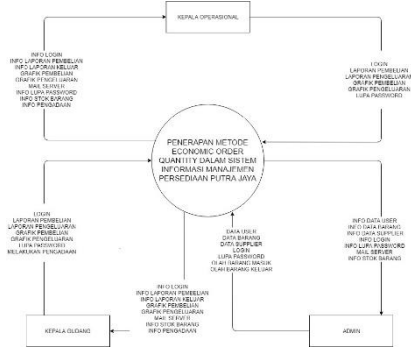 KEPALA OPERASIONAL
INFO LOGIN
INFO LAPORAN PEMBELIAN
INFO LAPORAN KELUAR
GRAFIK PEMBELIAN
GRAFIK PENGELUARAN
MAIL SERVER
INFO LUPA PASSWORD
INFO STOK BARANG
INFO PENGADAAN
LOGIN
LAPORAN PEMBELIAN
LAPORAN PENGELUARAN
GRAFIK PEMBELIAN
GRAFIK PENGELUARAN
LUPA PASSWORD
PENERAPAN METODE
ECONOMIC ORDER
QUANTITY DALAM SISTEM
INFORMASI MANAJEMEN
PERSEDIAAN PUTRA JAYA
LOGIN
LAPORAN PEMBELIAN
LAPORAN PENGELUARAN
GRAFIK PEMBELIAN
GRAFIK PENGELUARAN
LUPA PASSWORD
MELAKUKAN PENGADAAN
DATA USER
DATA BARANG
DATA SUPPLIER
LOGIN
LUPA PASSWORD
OLAH BARANG MASUK
OLAH BARANG KELUAR
INFO DATA USER
INFO DATA BARANG
INFO DATA SUPPLIER
INFO LOGIN
INFO LUPA PASSWORD
MAIL SERVER
INFO STOK BARANG
INFO LOGIN
INFO LAPORAN KELUAR
INFO LAPORAN PEMBELIAN
GRAFIK PEMBELIAN
GRAFIK PENGELUARAN
MAIL SERVER
INFO STOK BARANG
INFO PENGADAAN
KEPALA GUDANG
ADMIN